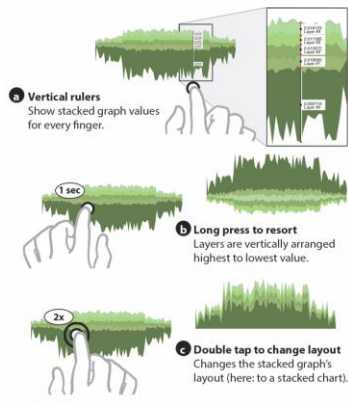 a Vertical rulers
Show stacked graph values
for every finger.
1 sec
b Long press to resort
Layers are vertically arranged
highest to lowest value.
2x
c Double tap to change layout
Changes the stacked graph's
layout (here: to a stacked chart).